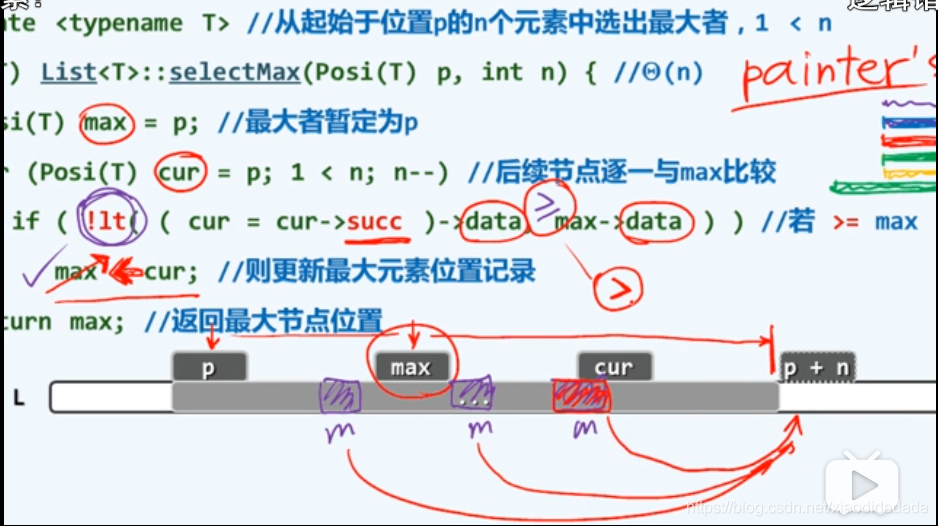 ate <typename T> //从起始于位置p的n个元素中选出最大者，1 < n
T) List<T>::selectMax(Posi(T) p, int n) { //Θ(n)
painter's
si(T) max = p; //最大者暂定为p
r (Posi(T) cur = p; 1 < n; n--) //后续节点逐一与max比较
≥
if ( !lt( ( cur = cur->succ )->data, max->data ) ) //若 >= max
max = cur; //则更新最大元素位置记录
>
turn max; //返回最大节点位置
p max cur p + n
L ...
m m m
https://blog.csdn.net/xiaodidadada